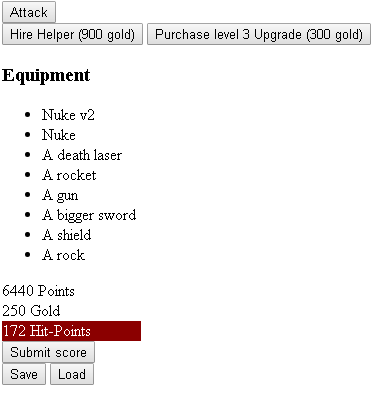 Attack
Hire Helper (900 gold) Purchase level 3 Upgrade (300 gold)
Equipment
Nuke v2
Nuke
A death laser
A rocket
A gun
A bigger sword
A shield
A rock
6440 Points
250 Gold
172 Hit-Points
Submit score
Save Load